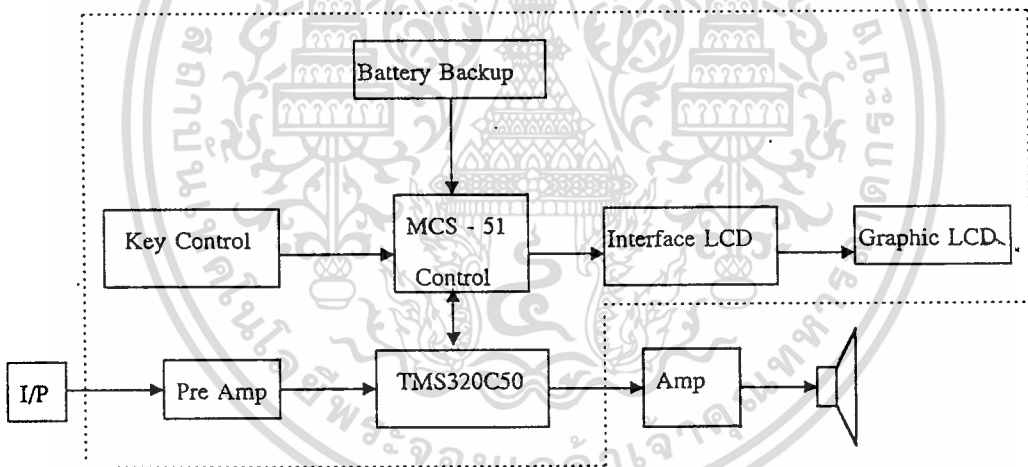 Battery Backup
Key Control
MCS - 51
Control
Interface LCD
Graphic LCD
I/P
Pre Amp
TMS320C50
Amp